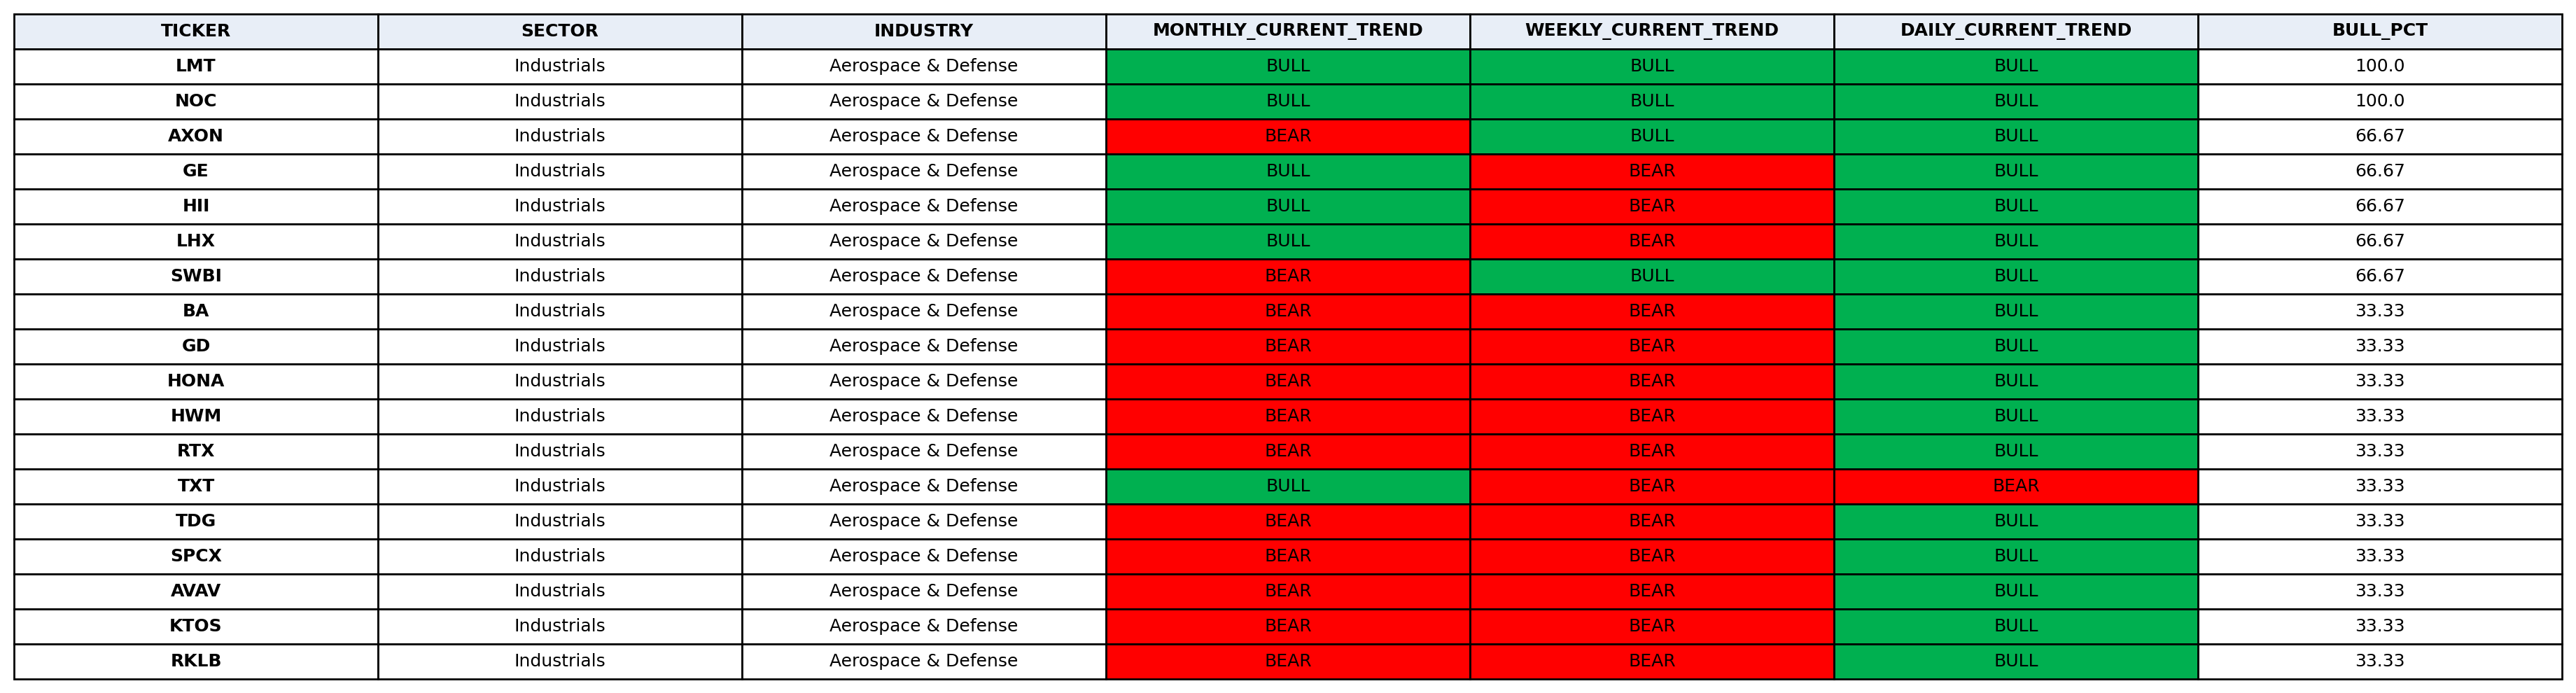 TICKER SECTOR INDUSTRY MONTHLY_CURRENT_TREND WEEKLY_CURRENT_TREND DAILY_CURRENT_TREND BULL_PCT
LMT Industrials Aerospace & Defense BULL BULL BULL 100.0
NOC Industrials Aerospace & Defense BULL BULL BULL 100.0
AXON Industrials Aerospace & Defense BEAR BULL BULL 66.67
GE Industrials Aerospace & Defense BULL BEAR BULL 66.67
HII Industrials Aerospace & Defense BULL BEAR BULL 66.67
LHX Industrials Aerospace & Defense BULL BEAR BULL 66.67
SWBI Industrials Aerospace & Defense BEAR BULL BULL 66.67
BA Industrials Aerospace & Defense BEAR BEAR BULL 33.33
GD Industrials Aerospace & Defense BEAR BEAR BULL 33.33
HONA Industrials Aerospace & Defense BEAR BEAR BULL 33.33
HWM Industrials Aerospace & Defense BEAR BEAR BULL 33.33
RTX Industrials Aerospace & Defense BEAR BEAR BULL 33.33
TXT Industrials Aerospace & Defense BULL BEAR BEAR 33.33
TDG Industrials Aerospace & Defense BEAR BEAR BULL 33.33
SPCX Industrials Aerospace & Defense BEAR BEAR BULL 33.33
AVAV Industrials Aerospace & Defense BEAR BEAR BULL 33.33
KTOS Industrials Aerospace & Defense BEAR BEAR BULL 33.33
RKLB Industrials Aerospace & Defense BEAR BEAR BULL 33.33